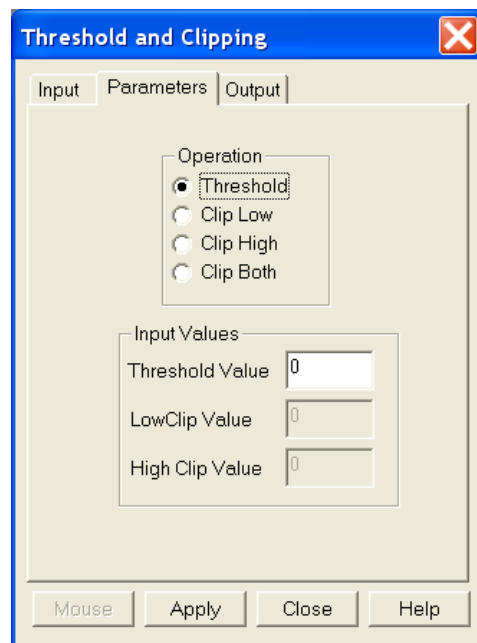 Threshold and Clipping
Input Parameters Output
Operation
Threshold
Clip Low
Clip High
Clip Both
Input Values
Threshold Value 0
LowClip Value 0
High Clip Value 0
Mouse Apply Close Help